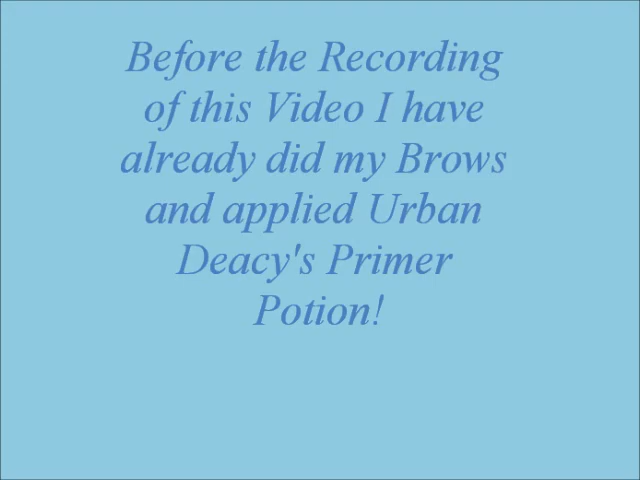 Before the Recording
of this Video I have
already did my Brows
and applied Urban
Deacy's Primer
Potion!